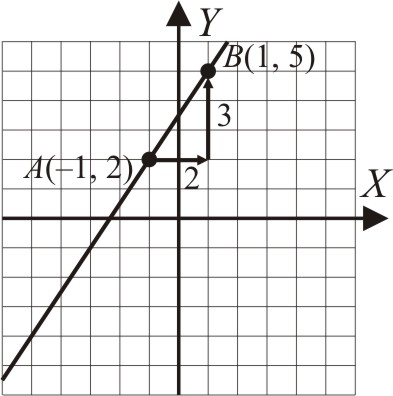 Y
B(1, 5)
3
A(–1, 2)
2
X